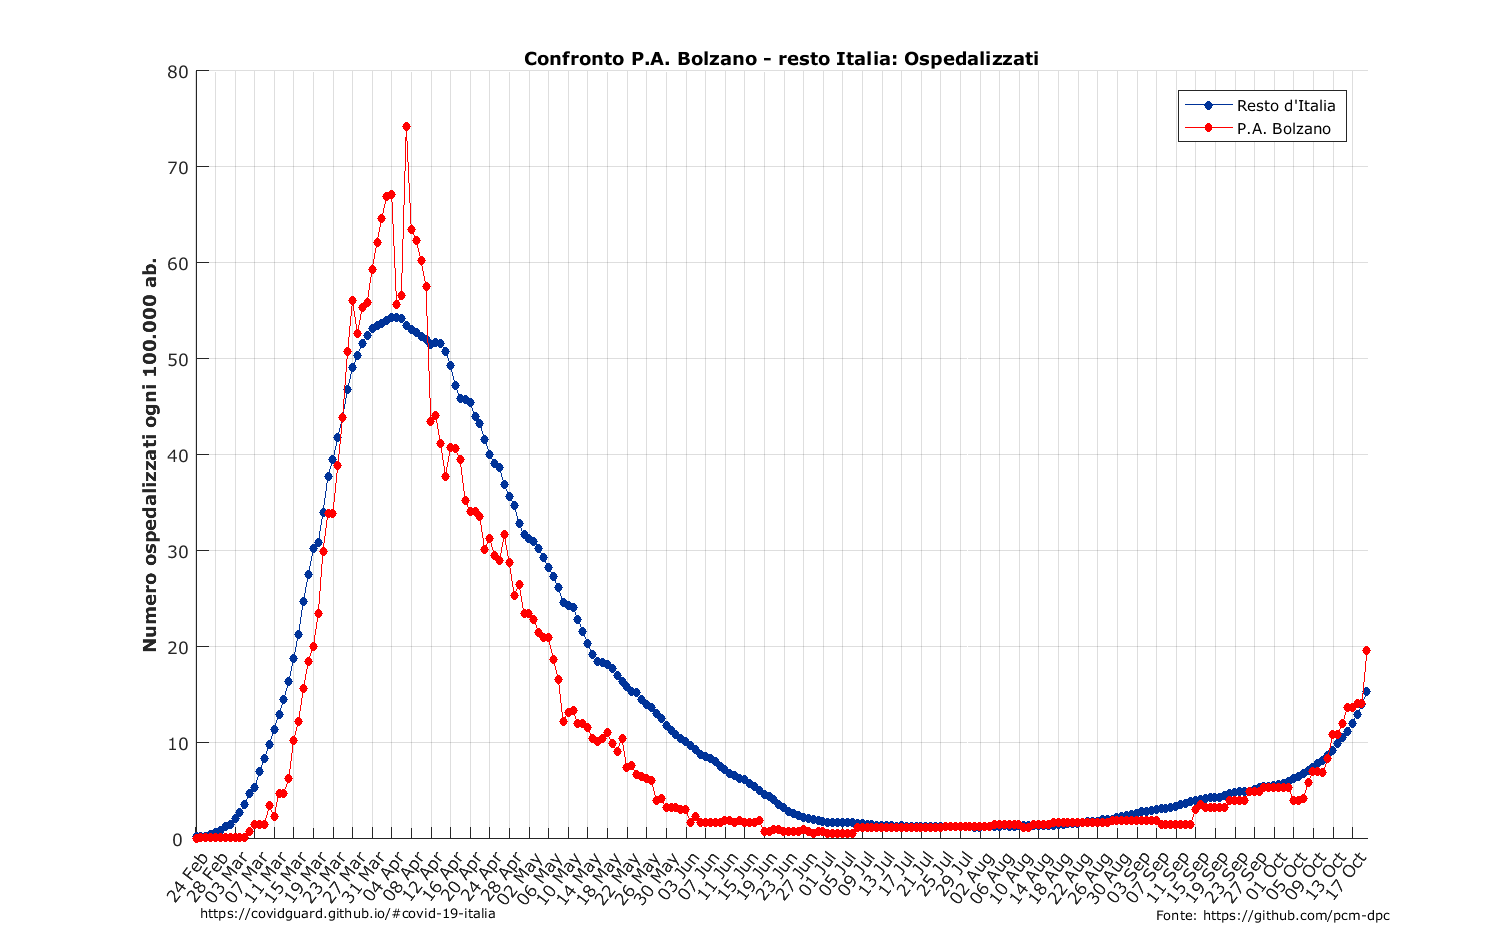 Confronto P.A. Bolzano - resto Italia: Ospedalizzati
Resto d'Italia
P.A. Bolzano
Numero ospedalizzati ogni 100.000 ab.
80
70
60
50
40
30
20
10
0
24 Feb
28 Feb
03 Mar
07 Mar
11 Mar
15 Mar
19 Mar
23 Mar
27 Mar
31 Mar
04 Apr
08 Apr
12 Apr
16 Apr
20 Apr
24 Apr
28 Apr
02 May
06 May
10 May
14 May
18 May
22 May
26 May
30 May
03 Jun
07 Jun
11 Jun
15 Jun
19 Jun
23 Jun
27 Jun
01 Jul
05 Jul
09 Jul
13 Jul
17 Jul
21 Jul
25 Jul
29 Jul
02 Aug
06 Aug
10 Aug
14 Aug
18 Aug
22 Aug
26 Aug
30 Aug
03 Sep
07 Sep
11 Sep
15 Sep
19 Sep
23 Sep
27 Sep
01 Oct
05 Oct
09 Oct
13 Oct
17 Oct
https://covidguard.github.io/#covid-19-italia
Fonte: https://github.com/pcm-dpc